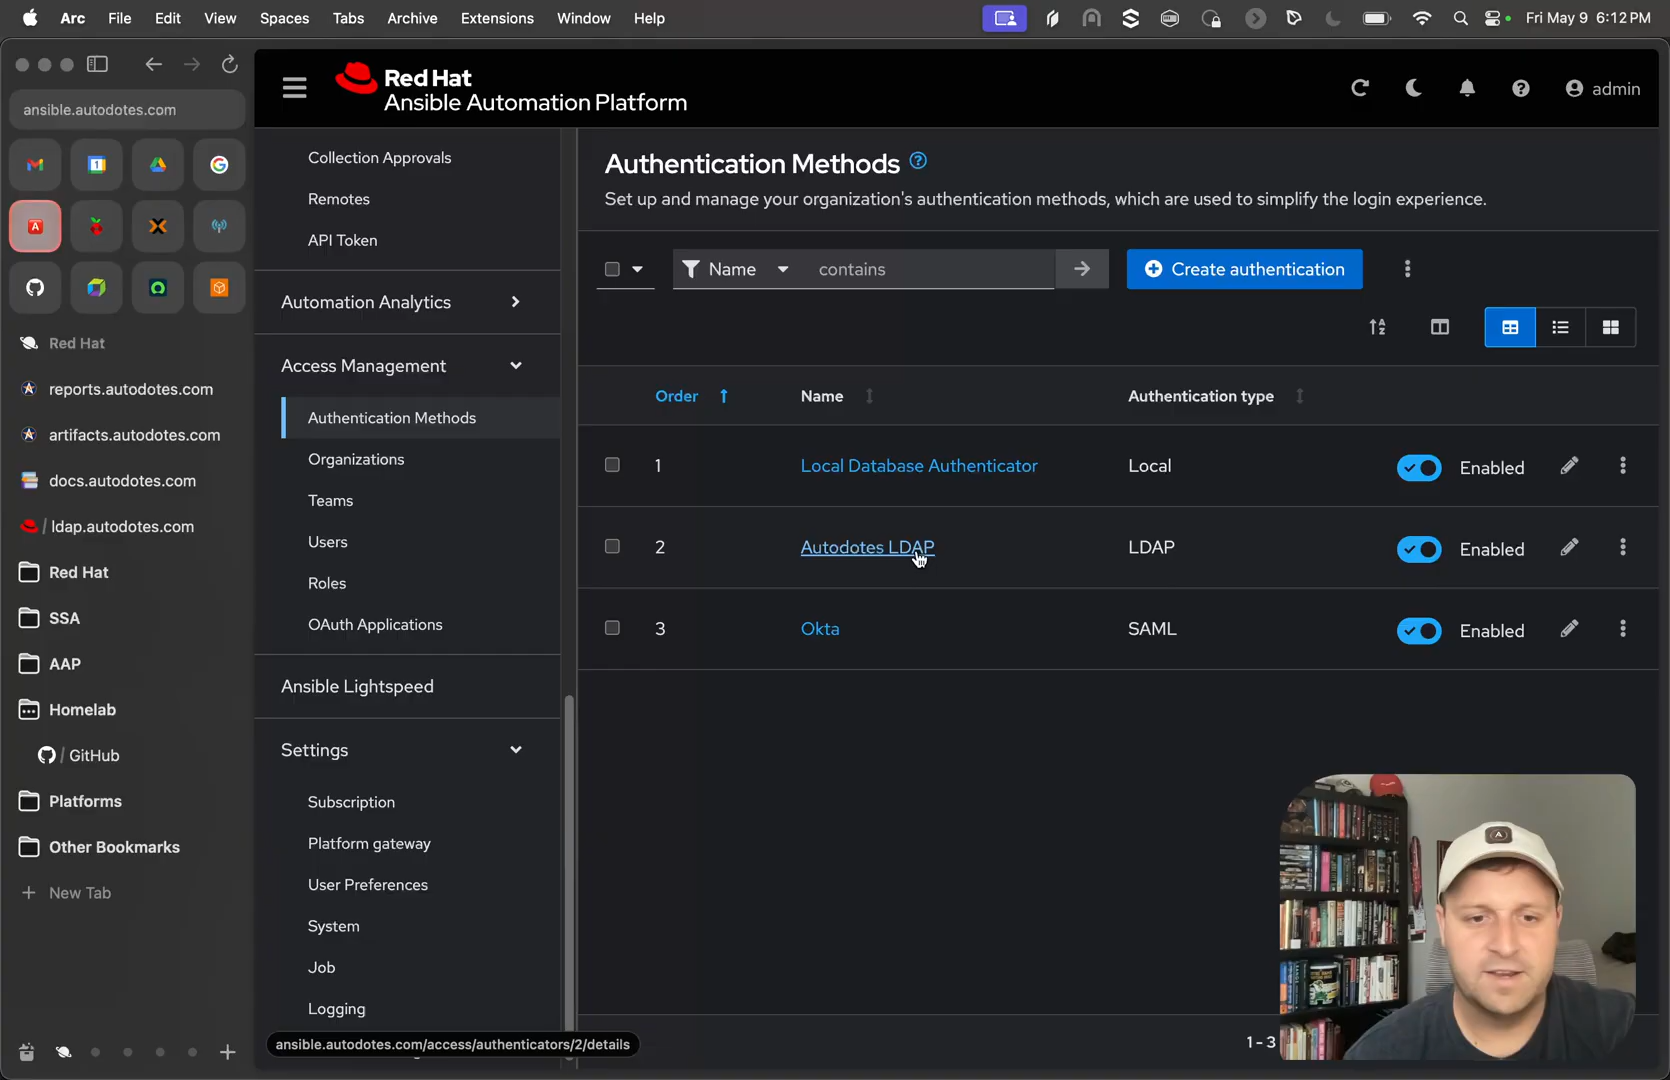 Arc File Edit View Spaces Tabs Archive Extensions Window Help Fri May 9 6:12 PM
ansible.autodotes.com
Red Hat
Ansible Automation Platform
admin
Red Hat
reports.autodotes.com
artifacts.autodotes.com
docs.autodotes.com
/ ldap.autodotes.com
Red Hat
SSA
AAP
Homelab
/ GitHub
Platforms
Other Bookmarks
+ New Tab
Collection Approvals
Remotes
API Token
Automation Analytics
Access Management
Authentication Methods
Organizations
Teams
Users
Roles
OAuth Applications
Ansible Lightspeed
Settings
Subscription
Platform gateway
User Preferences
System
Job
Logging
ansible.autodotes.com/access/authenticators/2/details
Authentication Methods
Set up and manage your organization's authentication methods, which are used to simplify the login experience.
Name contains Create authentication
Order Name Authentication type
1 Local Database Authenticator Local Enabled
2 Autodotes LDAP LDAP Enabled
3 Okta SAML Enabled
1 - 3